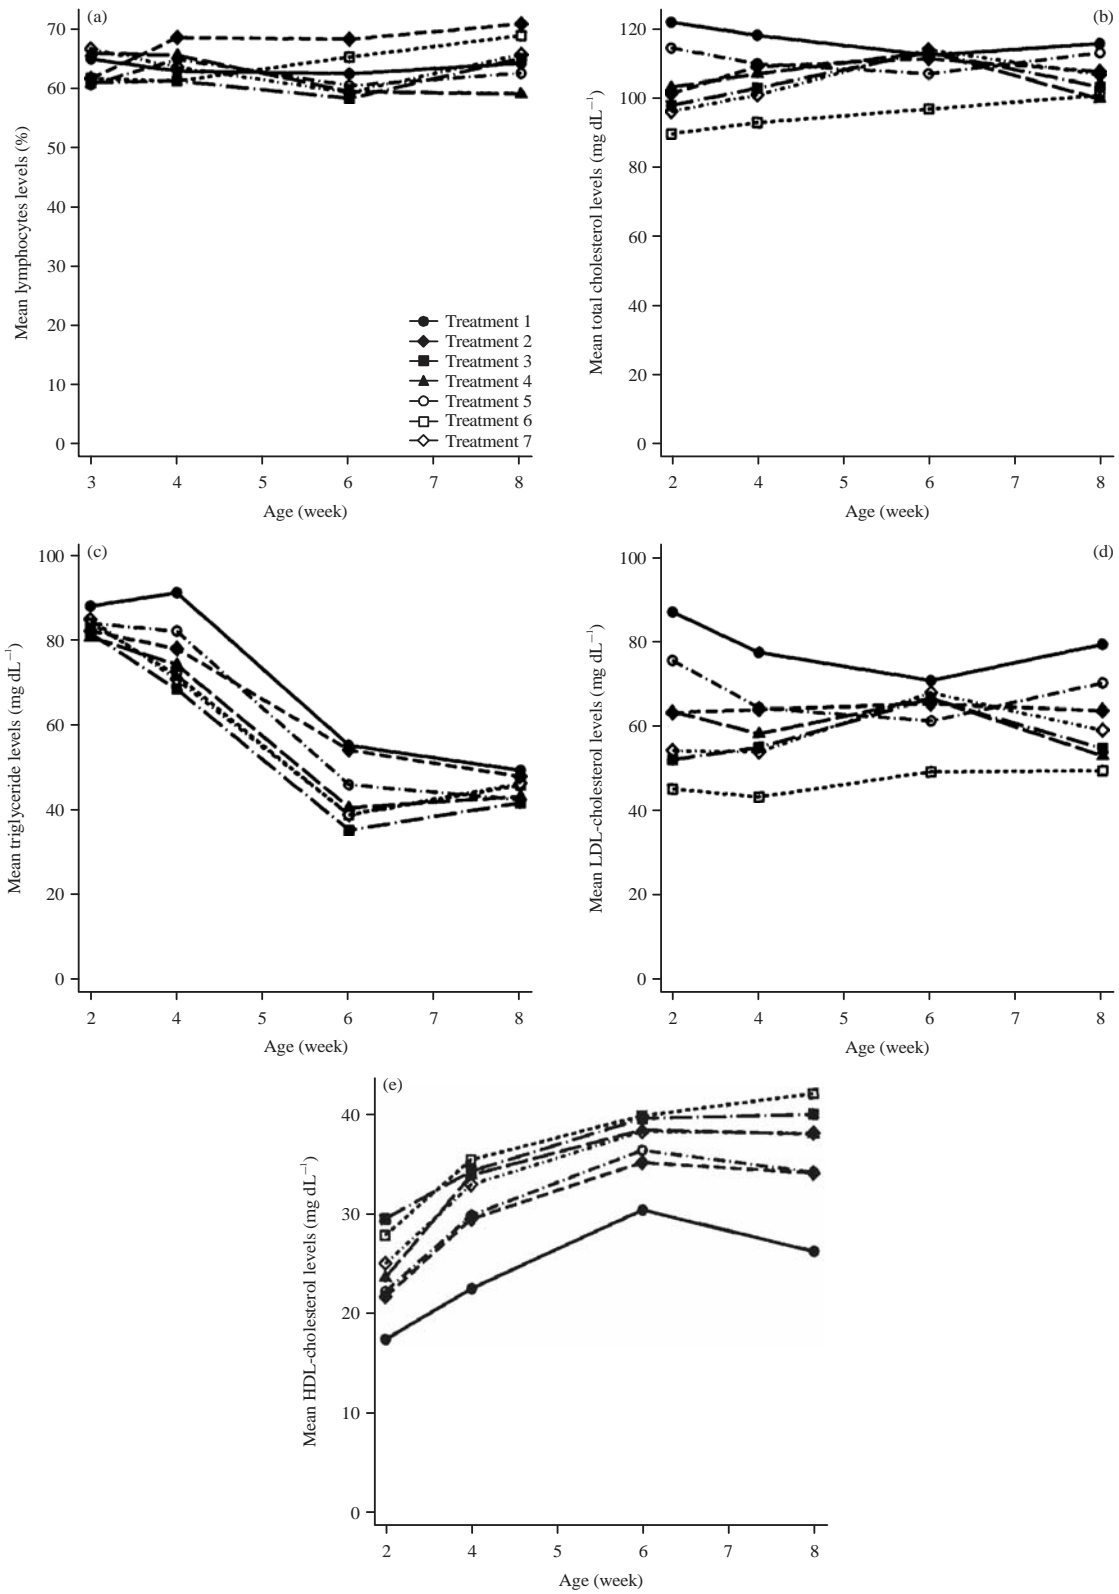 (a)
70
60
50
40
30
20
10
0
Mean lymphocytes levels (%)
Treatment 1
Treatment 2
Treatment 3
Treatment 4
Treatment 5
Treatment 6
Treatment 7
3 4 5 6 7 8
Age (week)
(b)
120
100
80
60
40
20
0
Mean total cholesterol levels (mg dL⁻¹)
2 4 5 6 7 8
Age (week)
(c)
100
80
60
40
20
0
Mean triglyceride levels (mg dL⁻¹)
2 4 5 6 7 8
Age (week)
(d)
100
80
60
40
20
0
Mean LDL-cholesterol levels (mg dL⁻¹)
2 4 5 6 7 8
Age (week)
(e)
40
30
20
10
0
Mean HDL-cholesterol levels (mg dL⁻¹)
2 4 5 6 7 8
Age (week)